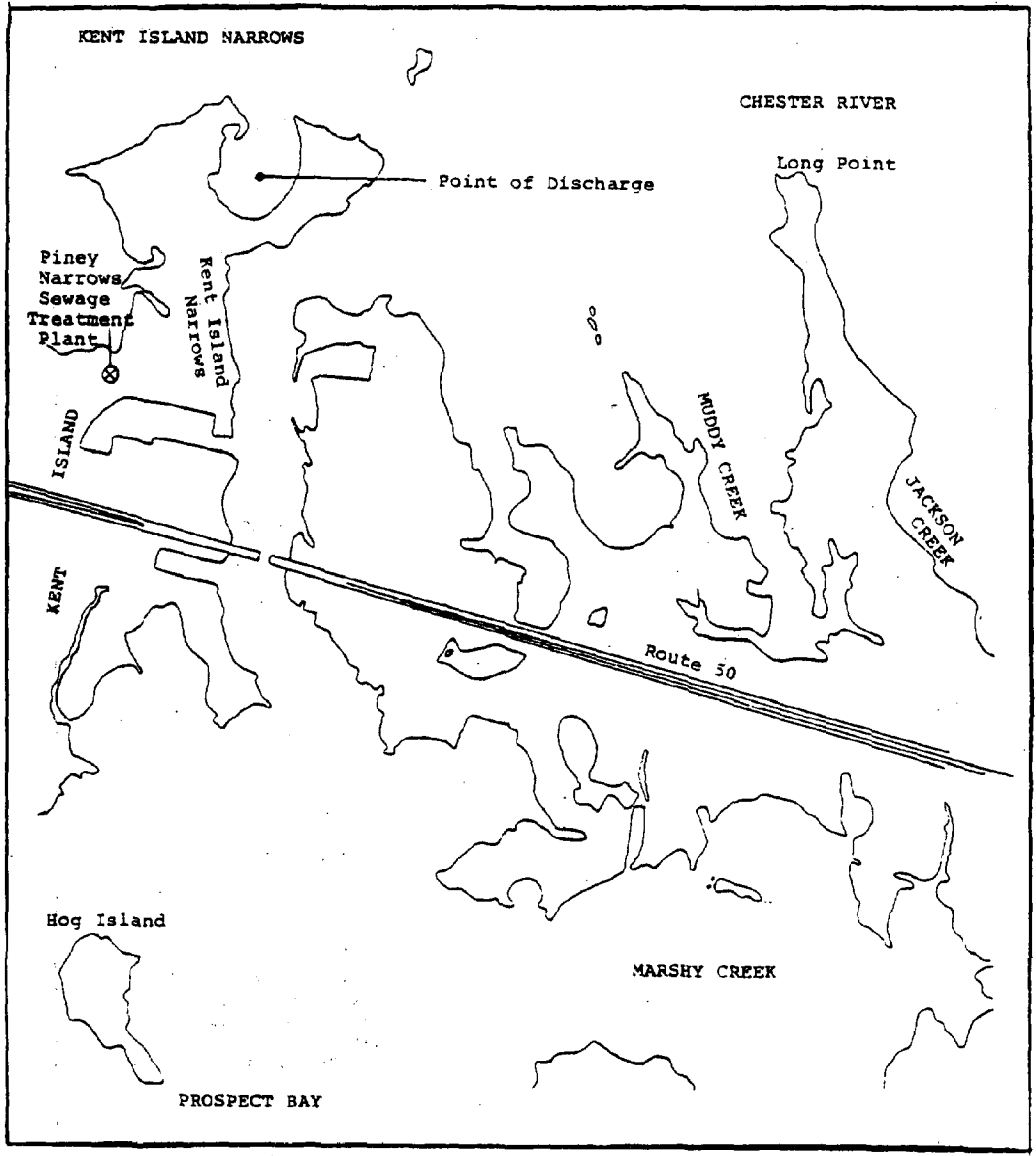 KENT ISLAND NARROWS
CHESTER RIVER
Long Point
Point of Discharge
Piney
Narrows
Sewage
Treatment
Plant
Kent Island
Narrows
MUDDY CREEK
ISLAND
JACKSON
CREEK
KENT
Route 50
Hog Island
MARSHY CREEK
PROSPECT BAY